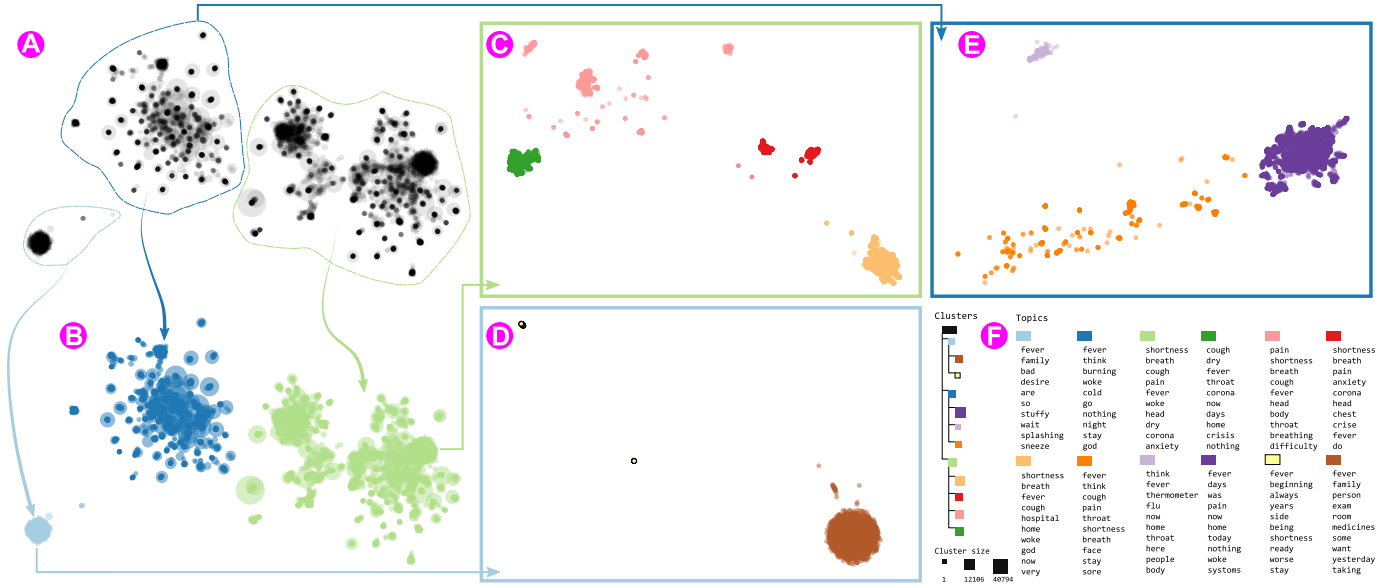 A
B
C
D
E
F
Clusters
Topics
fever fever shortness cough pain shortness
family think breath dry shortness breath
bad burning cough fever breath pain
desire woke pain throat cough anxiety
are cold fever corona fever corona
so go woke now head head
stuffy nothing head days body chest
wait night dry home throat crise
splashing stay corona crisis breathing fever
sneeze god anxiety nothing difficulty do
shortness fever think fever fever fever
breath think fever days beginning family
fever cough thermometer was always person
cough pain flu pain years exam
hospital throat now now side room
home shortness home home being medicines
woke breath throat today shortness some
god face here nothing ready want
now stay people woke worse yesterday
very sore body systoms stay taking
Cluster size
1 12106 40794